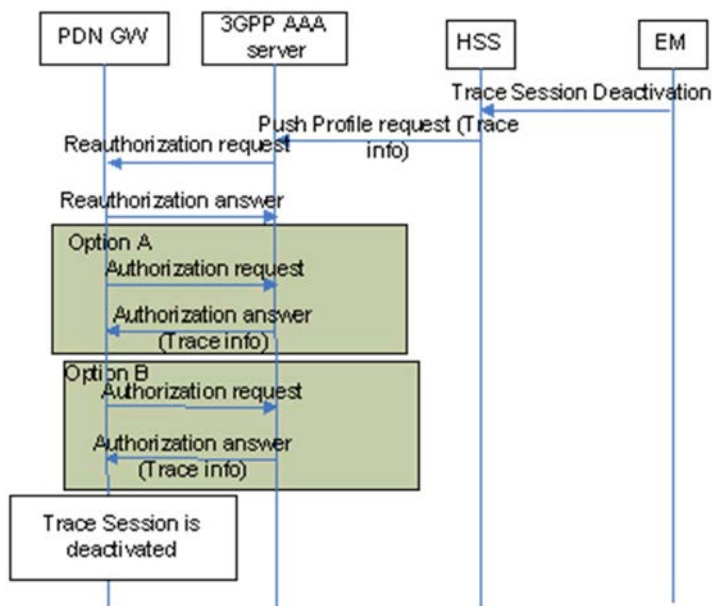 PDN GW
3GPP AAA
server
HSS
EM
Trace Session Deactivation
Push Profile request (Trace
info)
Reauthorization request
Reauthorization answer
Option A
Authorization request
Authorization answer
(Trace info)
Option B
Authorization request
Authorization answer
(Trace info)
Trace Session is
deactivated